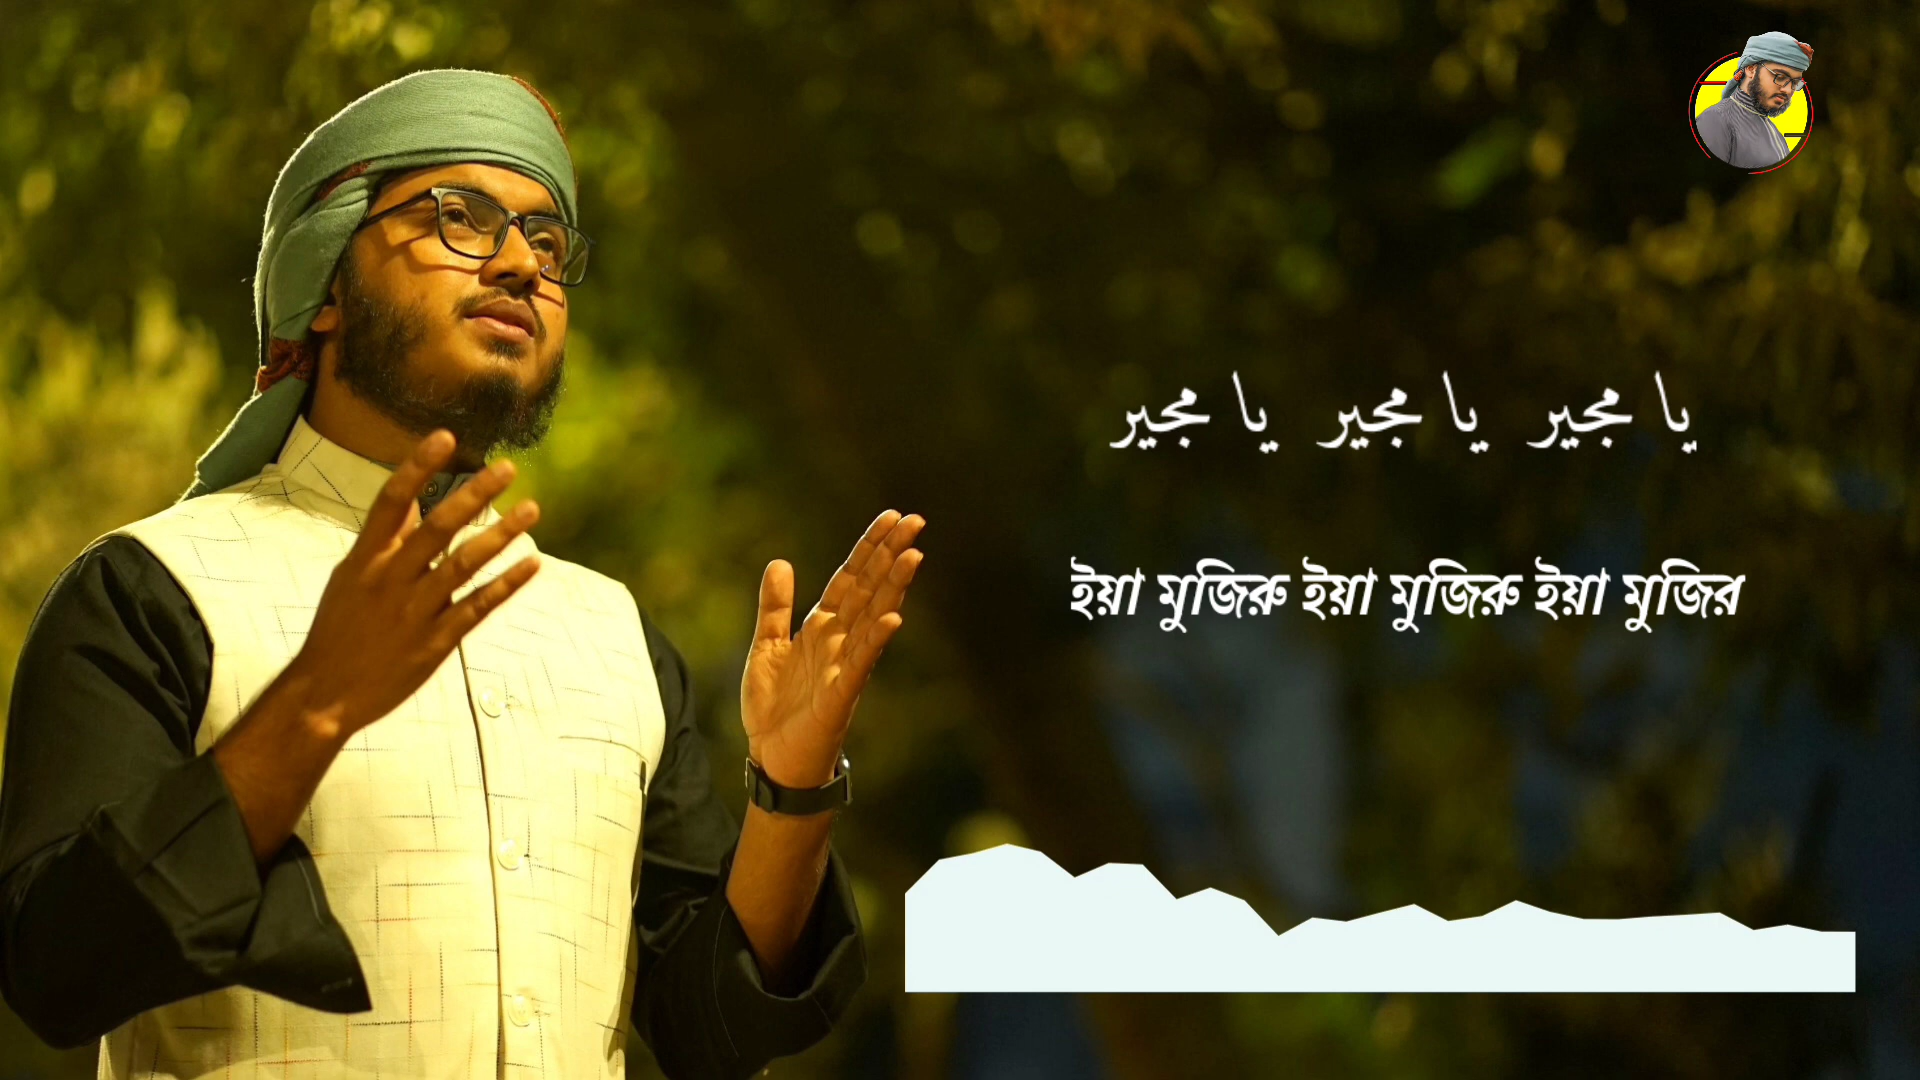 يا مجير يا مجير يا مجير
ইয়া মুজিরু ইয়া মুজিরু ইয়া মুজির